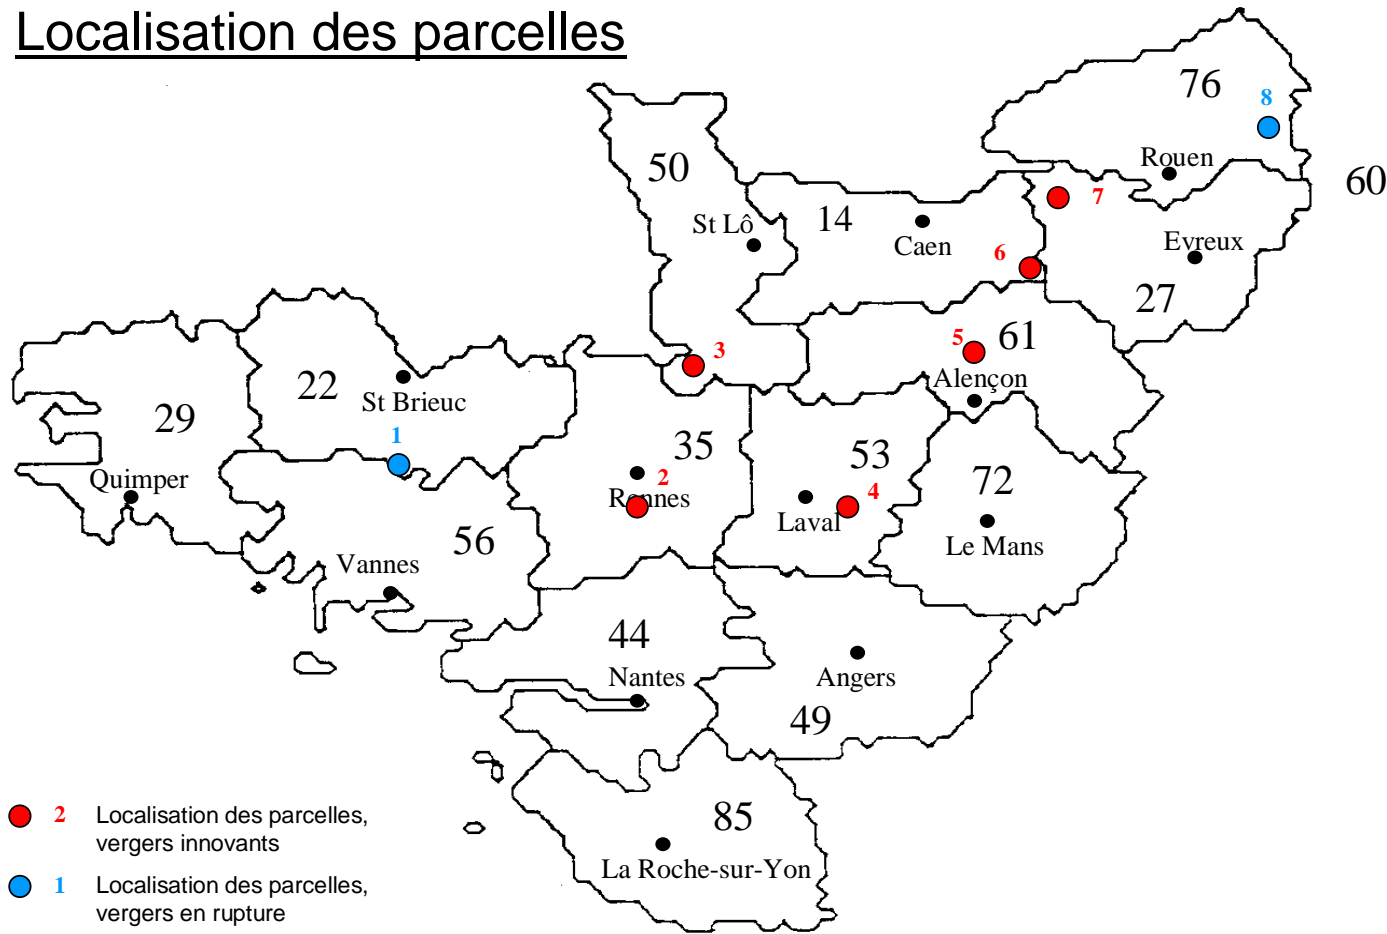 Localisation des parcelles
76
8
50
Rouen
60
7
14
St Lô
Caen
6
Evreux
27
5
61
3
22
Alençon
St Brieuc
29
1
35
53
Quimper
2
72
4
Rennes
Laval
56
Le Mans
Vannes
44
Nantes
Angers
49
85
La Roche-sur-Yon
2 Localisation des parcelles,
vergers innovants
1 Localisation des parcelles,
vergers en rupture